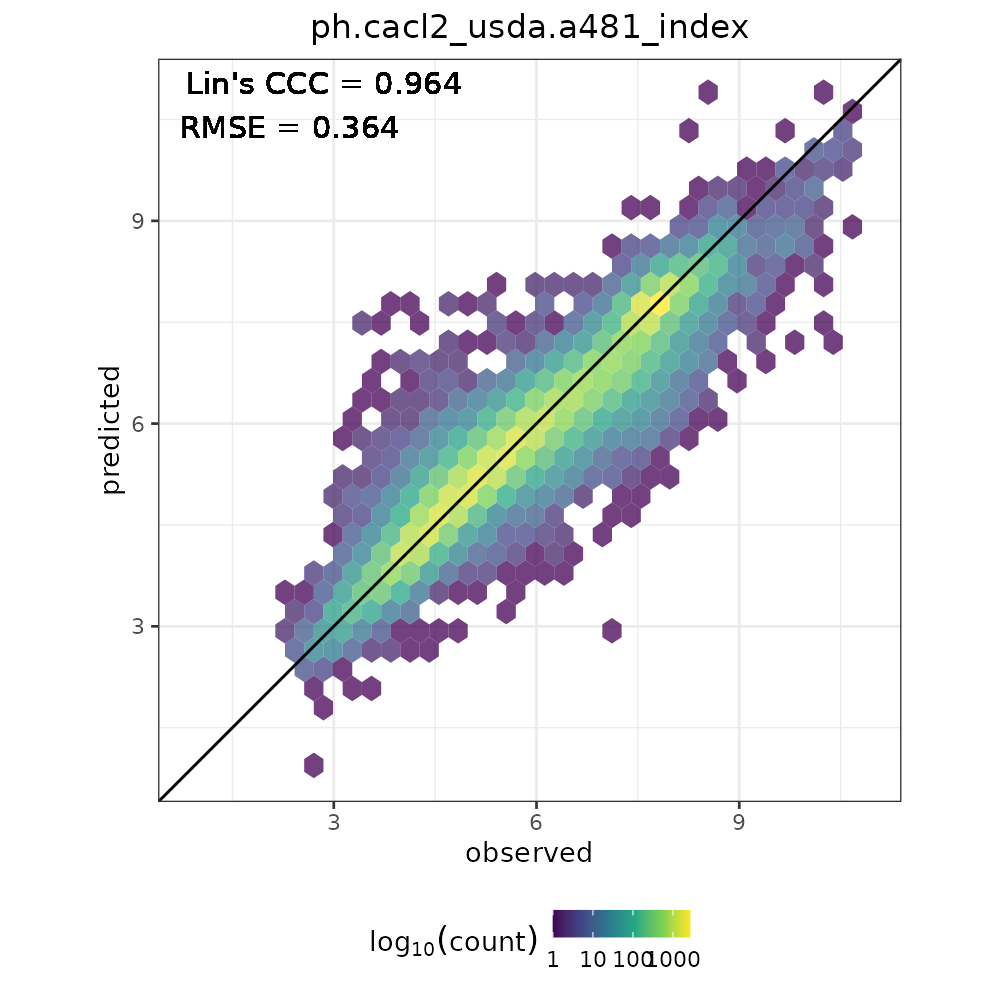 ph.cacl2_usda.a481_index
Lin's CCC = 0.964
RMSE = 0.364
predicted
9
6
3
3 6 9
observed
log10(count)
1 10 100 1000